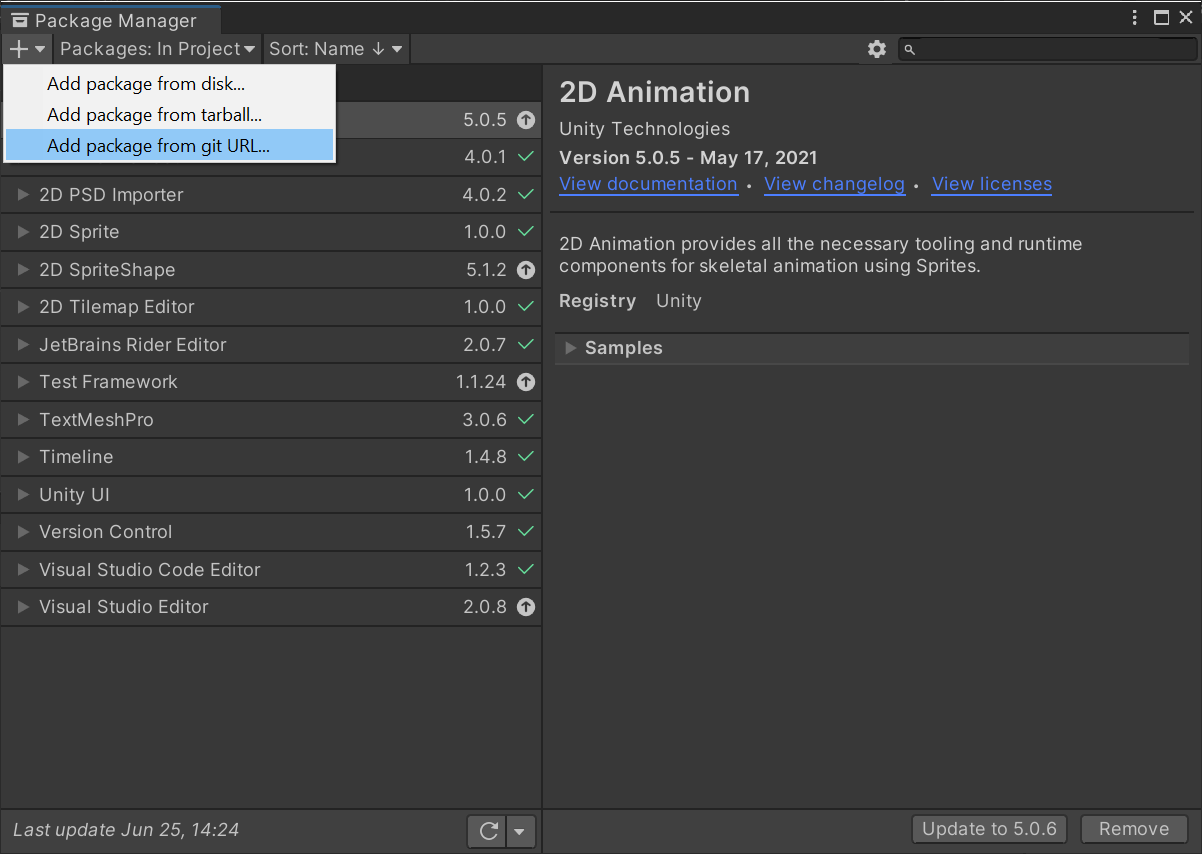 Package Manager
Packages: In Project Sort: Name ↓
Add package from disk...
Add package from tarball...
Add package from git URL...
5.0.5
4.0.1
2D PSD Importer 4.0.2
2D Sprite 1.0.0
2D SpriteShape 5.1.2
2D Tilemap Editor 1.0.0
JetBrains Rider Editor 2.0.7
Test Framework 1.1.24
TextMeshPro 3.0.6
Timeline 1.4.8
Unity UI 1.0.0
Version Control 1.5.7
Visual Studio Code Editor 1.2.3
Visual Studio Editor 2.0.8
Last update Jun 25, 14:24
2D Animation
Unity Technologies
Version 5.0.5 - May 17, 2021
View documentation • View changelog • View licenses
2D Animation provides all the necessary tooling and runtime
components for skeletal animation using Sprites.
Registry Unity
Samples
Update to 5.0.6 Remove